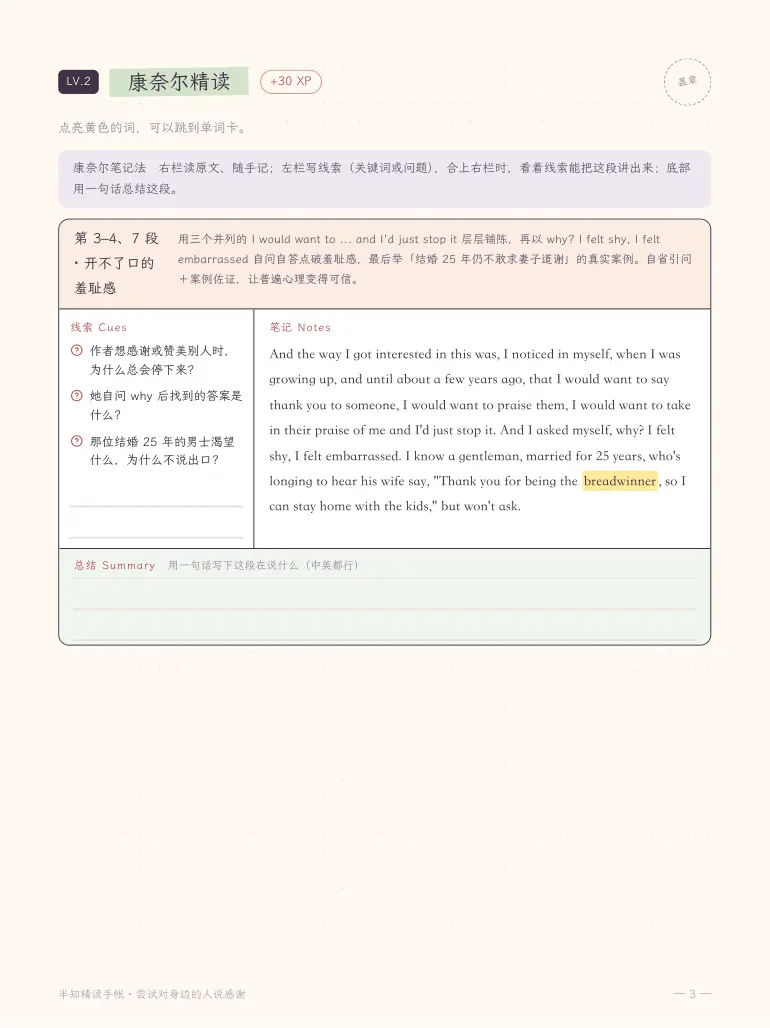 LV.2 康奈尔精读 +30 XP 盖章
点亮黄色的词，可以跳到单词卡。
康奈尔笔记法 右栏读原文、随手记；左栏写线索（关键词或问题），合上右栏时，看着线索能把这段讲出来；底部
用一句话总结这段。
第 3–4、7 段
· 开不了口的
羞耻感
用三个并列的 I would want to ... and I'd just stop it 层层铺陈，再以 why? I felt shy, I felt
embarrassed 自问自答点破羞耻感，最后举「结婚 25 年仍不敢求妻子道谢」的真实案例。自省引问
＋案例佐证，让普遍心理变得可信。
线索 Cues
作者想感谢或赞美别人时，
为什么总会停下来？
她自问 why 后找到的答案是
什么？
那位结婚 25 年的男士渴望
什么，为什么不说出口？
笔记 Notes
And the way I got interested in this was, I noticed in myself, when I was
growing up, and until about a few years ago, that I would want to say
thank you to someone, I would want to praise them, I would want to take
in their praise of me and I'd just stop it. And I asked myself, why? I felt
shy, I felt embarrassed. I know a gentleman, married for 25 years, who's
longing to hear his wife say, "Thank you for being the breadwinner, so I
can stay home with the kids," but won't ask.
总结 Summary 用一句话写下这段在说什么（中英都行）
半知精读手帐 · 尝试对身边的人说感谢
— 3 —